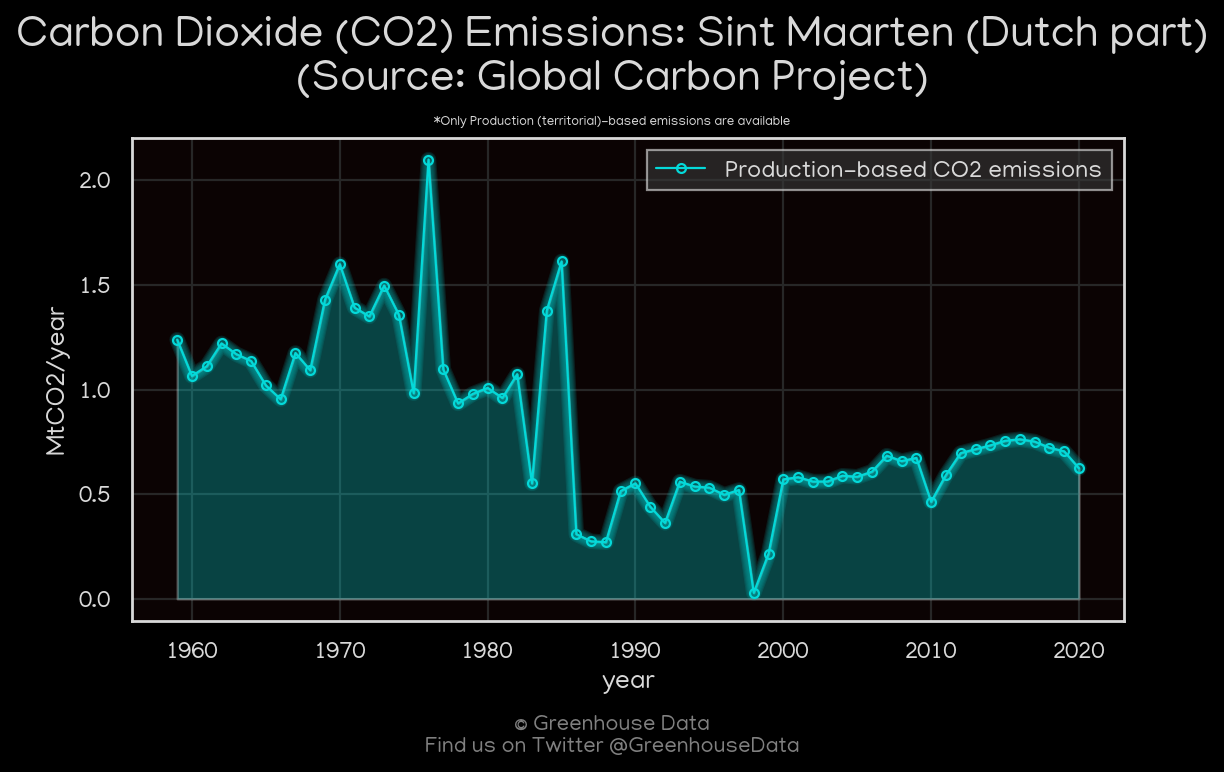 Carbon Dioxide (CO2) Emissions: Sint Maarten (Dutch part)
(Source: Global Carbon Project)
*Only Production (territorial)-based emissions are available
Production-based CO2 emissions
2.0
1.5
1.0
0.5
0.0
MtCO2/year
1960 1970 1980 1990 2000 2010 2020
year
© Greenhouse Data
Find us on Twitter @GreenhouseData